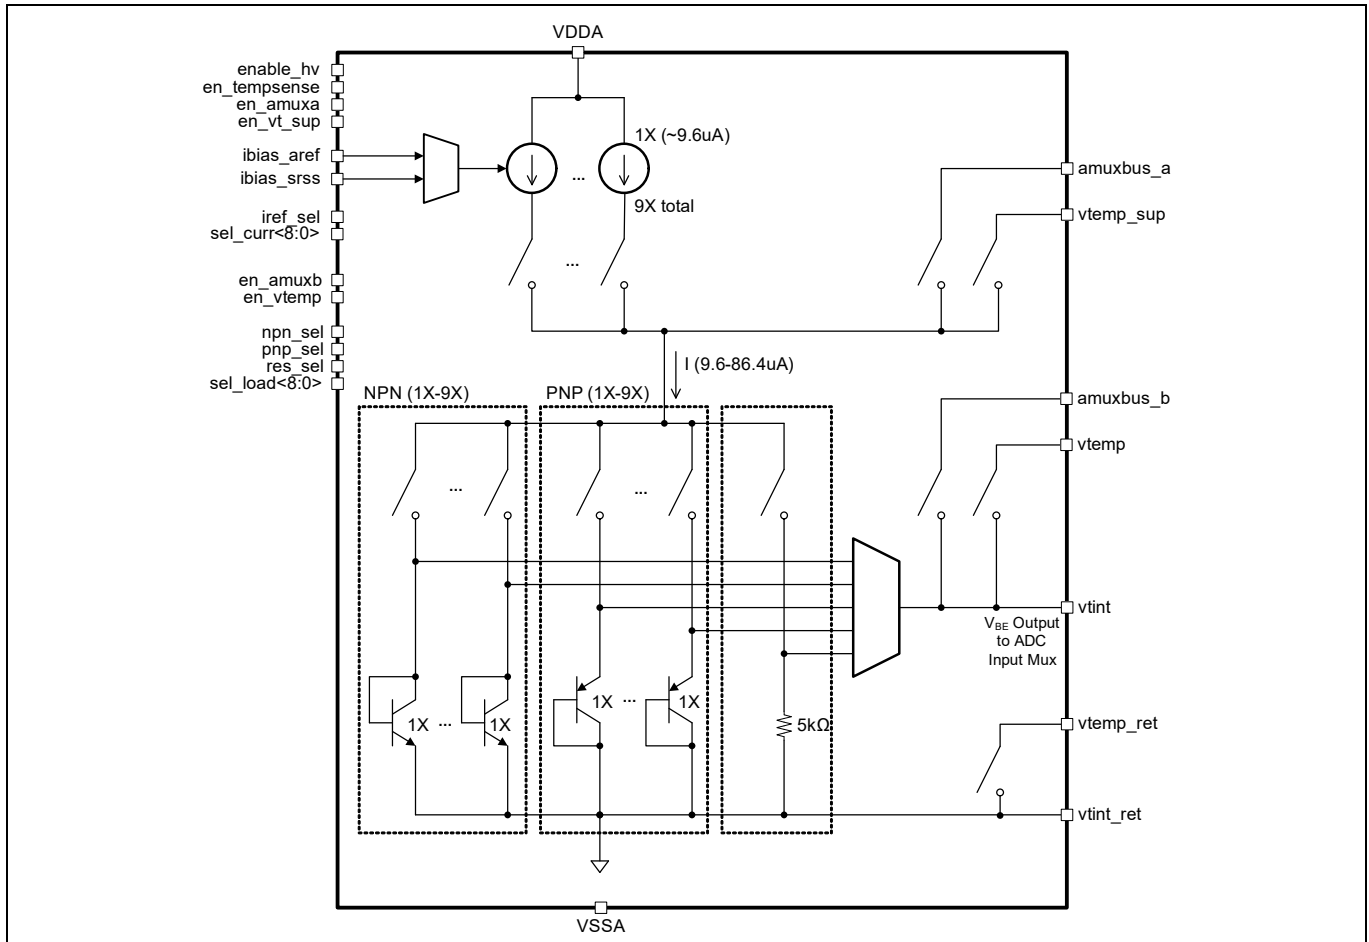 VDDA
enable_hv
en_tempsense
en_amuxa
en_vt_sup
ibias_aref
ibias_srss
iref_sel
sel_curr<8:0>
en_amuxb
en_vtemp
npn_sel
pnp_sel
res_sel
sel_load<8:0>
1X (~9.6uA)
...
9X total
...
I (9.6-86.4uA)
amuxbus_a
vtemp_sup
NPN (1X-9X)
PNP (1X-9X)
...
...
amuxbus_b
vtemp
vtint
VBE Output
to ADC
Input Mux
1X ... 1X
1X ... 1X
5kΩ
vtemp_ret
vtint_ret
VSSA